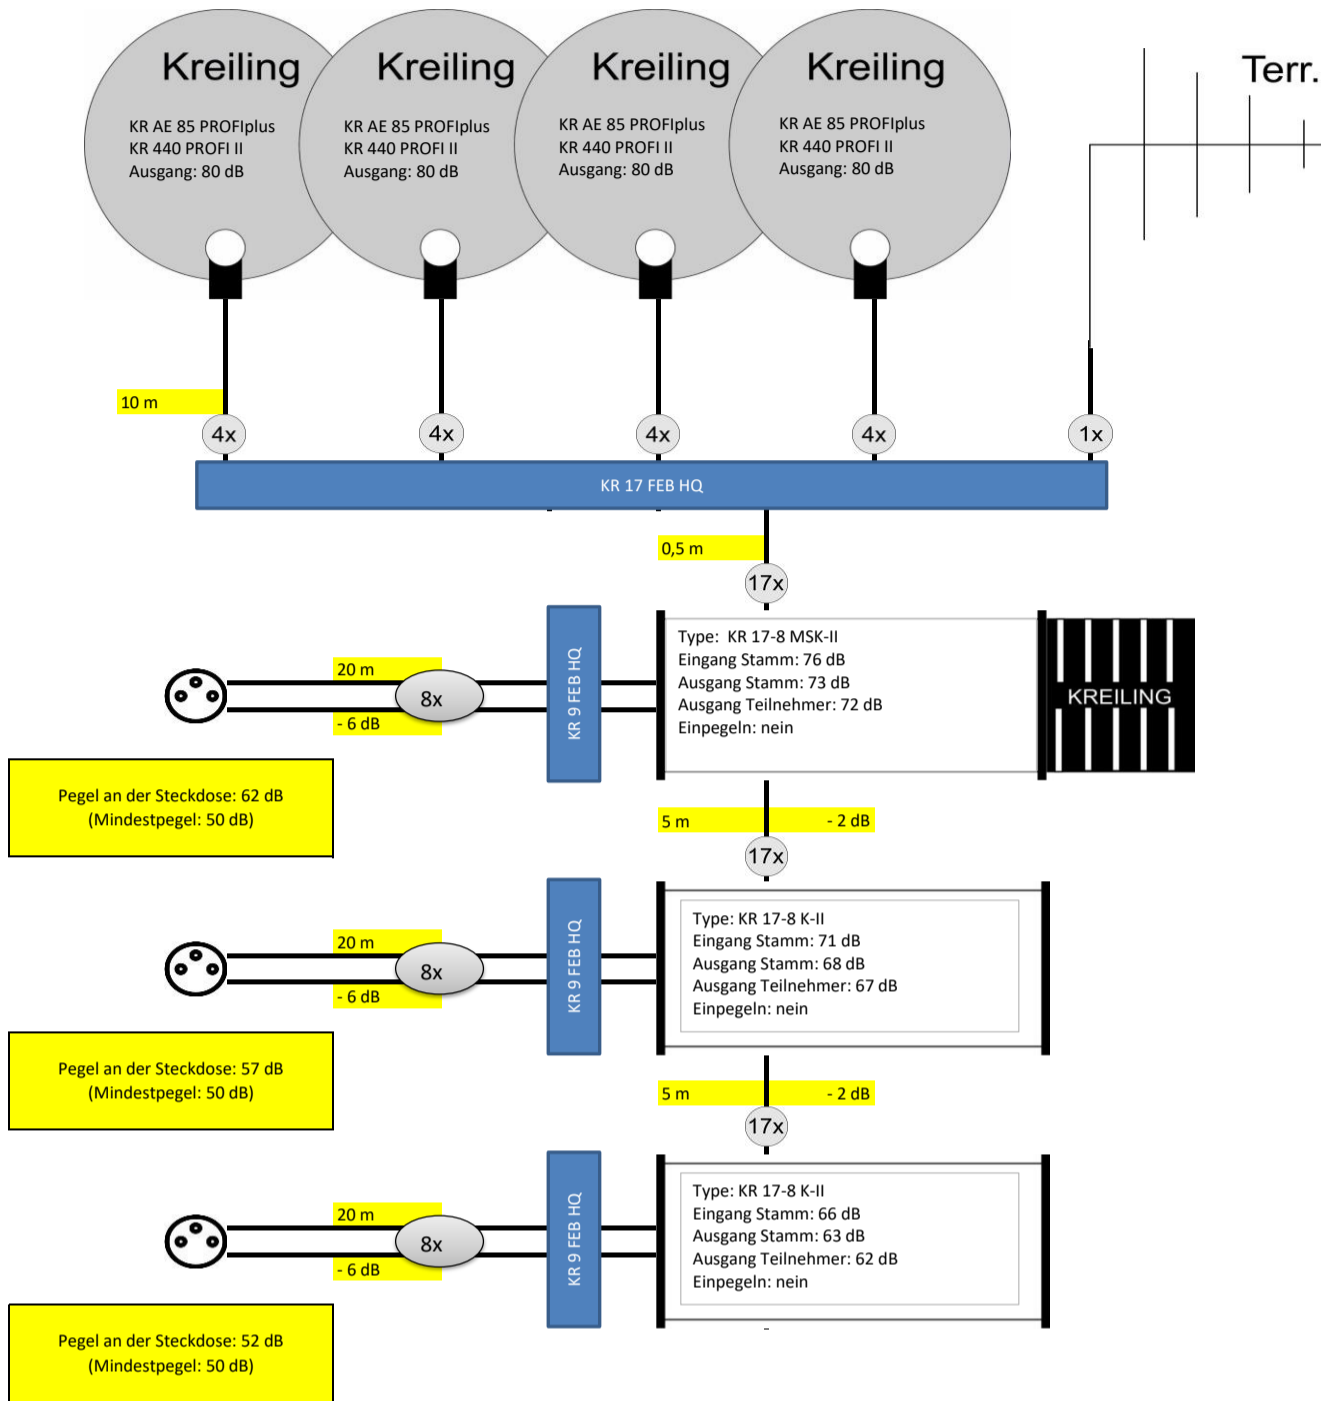 Kreiling
KR AE 85 PROFIplus
KR 440 PROFI II
Ausgang: 80 dB
Kreiling
KR AE 85 PROFIplus
KR 440 PROFI II
Ausgang: 80 dB
Kreiling
KR AE 85 PROFIplus
KR 440 PROFI II
Ausgang: 80 dB
Kreiling
KR AE 85 PROFIplus
KR 440 PROFI II
Ausgang: 80 dB
Terr.
10 m
4x
4x
4x
4x
1x
KR 17 FEB HQ
0,5 m
17x
20 m
8x
- 6 dB
KR 9 FEB HQ
Type: KR 17-8 MSK-II
Eingang Stamm: 76 dB
Ausgang Stamm: 73 dB
Ausgang Teilnehmer: 72 dB
Einpegeln: nein
KREILING
Pegel an der Steckdose: 62 dB
(Mindestpegel: 50 dB)
5 m
- 2 dB
17x
20 m
8x
- 6 dB
KR 9 FEB HQ
Type: KR 17-8 K-II
Eingang Stamm: 71 dB
Ausgang Stamm: 68 dB
Ausgang Teilnehmer: 67 dB
Einpegeln: nein
Pegel an der Steckdose: 57 dB
(Mindestpegel: 50 dB)
5 m
- 2 dB
17x
20 m
8x
- 6 dB
KR 9 FEB HQ
Type: KR 17-8 K-II
Eingang Stamm: 66 dB
Ausgang Stamm: 63 dB
Ausgang Teilnehmer: 62 dB
Einpegeln: nein
Pegel an der Steckdose: 52 dB
(Mindestpegel: 50 dB)